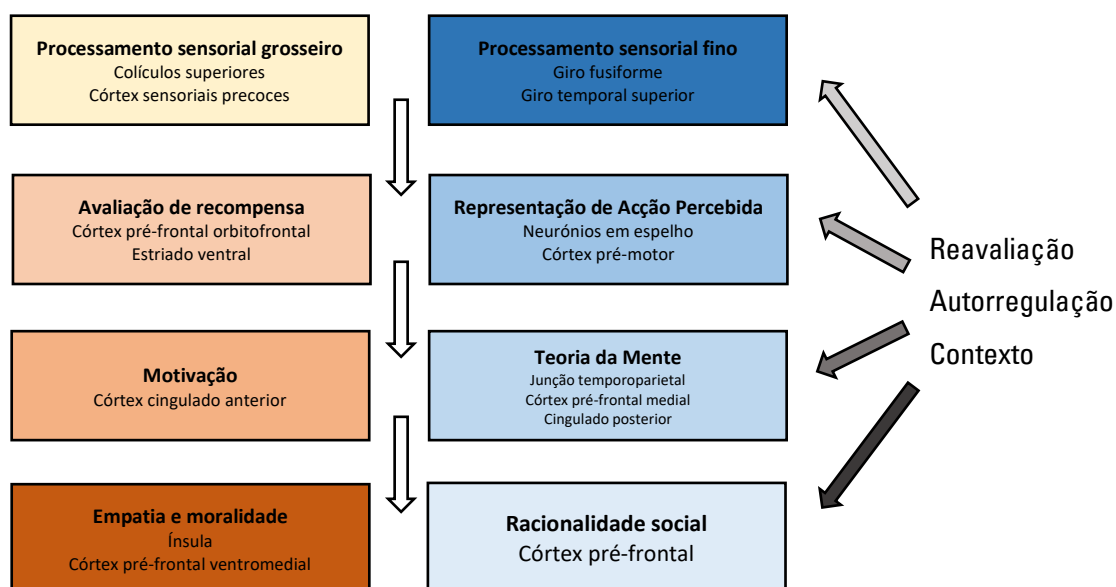 Processamento sensorial grosseiro
Colículos superiores
Córtex sensoriais precoces
Processamento sensorial fino
Giro fusiforme
Giro temporal superior
Avaliação de recompensa
Córtex pré-frontal orbitofrontal
Estriado ventral
Representação de Acção Percebida
Neurónios em espelho
Córtex pré-motor
Motivação
Córtex cingulado anterior
Teoria da Mente
Junção temporoparietal
Córtex pré-frontal medial
Cingulado posterior
Empatia e moralidade
Ínsula
Córtex pré-frontal ventromedial
Racionalidade social
Córtex pré-frontal
Reavaliação
Autorregulação
Contexto